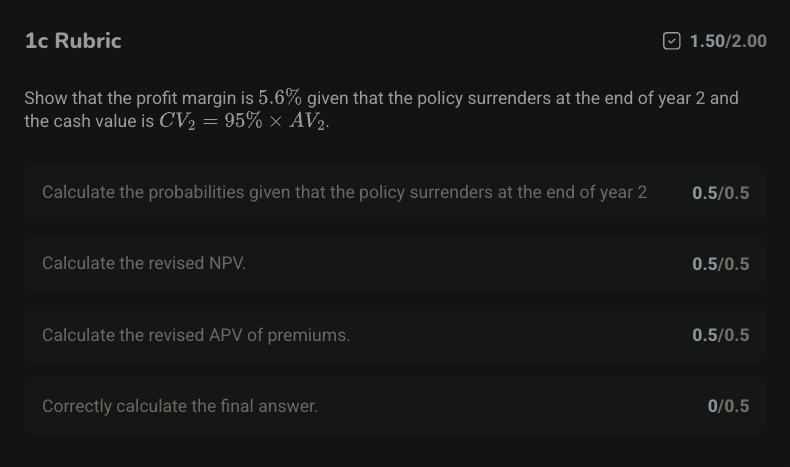 1c Rubric
1.50/2.00
Show that the profit margin is 5.6% given that the policy surrenders at the end of year 2 and
the cash value is CV₂ = 95% × AV₂.
Calculate the probabilities given that the policy surrenders at the end of year 2 0.5/0.5
Calculate the revised NPV. 0.5/0.5
Calculate the revised APV of premiums. 0.5/0.5
Correctly calculate the final answer. 0/0.5